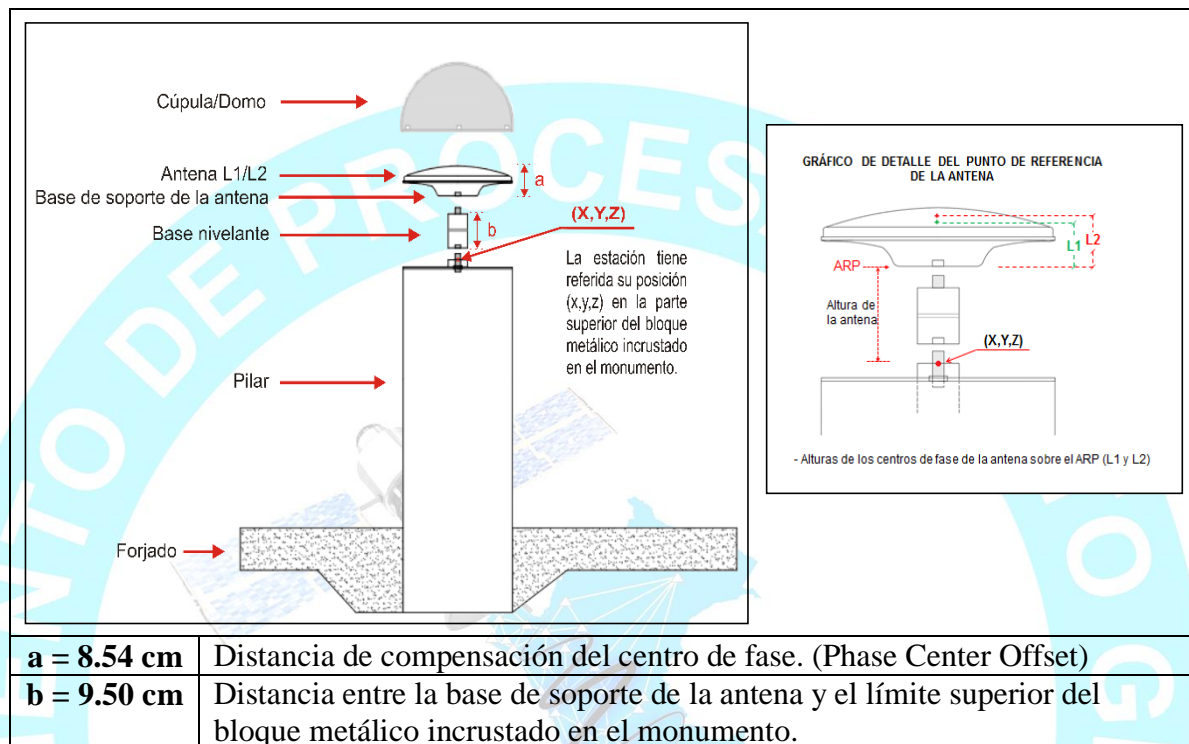 Cúpula/Domo
Antena L1/L2
Base de soporte de la antena
Base nivelante
a
b
(X,Y,Z)
La estación tiene
referida su posición
(x,y,z) en la parte
superior del bloque
metálico incrustado
en el monumento.
Pilar
Forjado
GRÁFICO DE DETALLE DEL PUNTO DE REFERENCIA
DE LA ANTENA
L1
L2
ARP
Altura de
la antena
(X,Y,Z)
- Alturas de los centros de fase de la antena sobre el ARP (L1 y L2)
a = 8.54 cm Distancia de compensación del centro de fase. (Phase Center Offset)
b = 9.50 cm Distancia entre la base de soporte de la antena y el límite superior del
bloque metálico incrustado en el monumento.
DE PROCESA
ENTO
O G